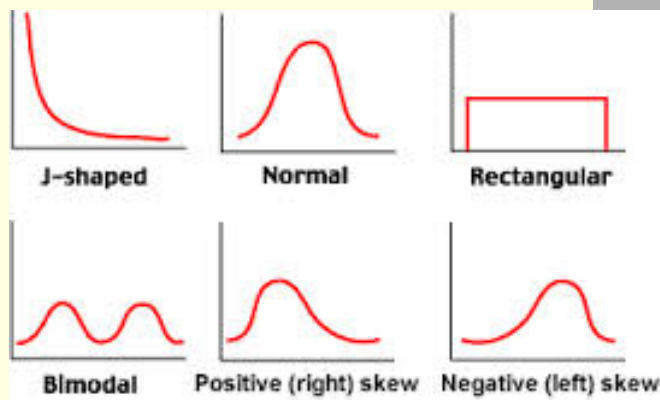 J-shaped
Normal
Rectangular
Bimodal
Positive (right) skew
Negative (left) skew